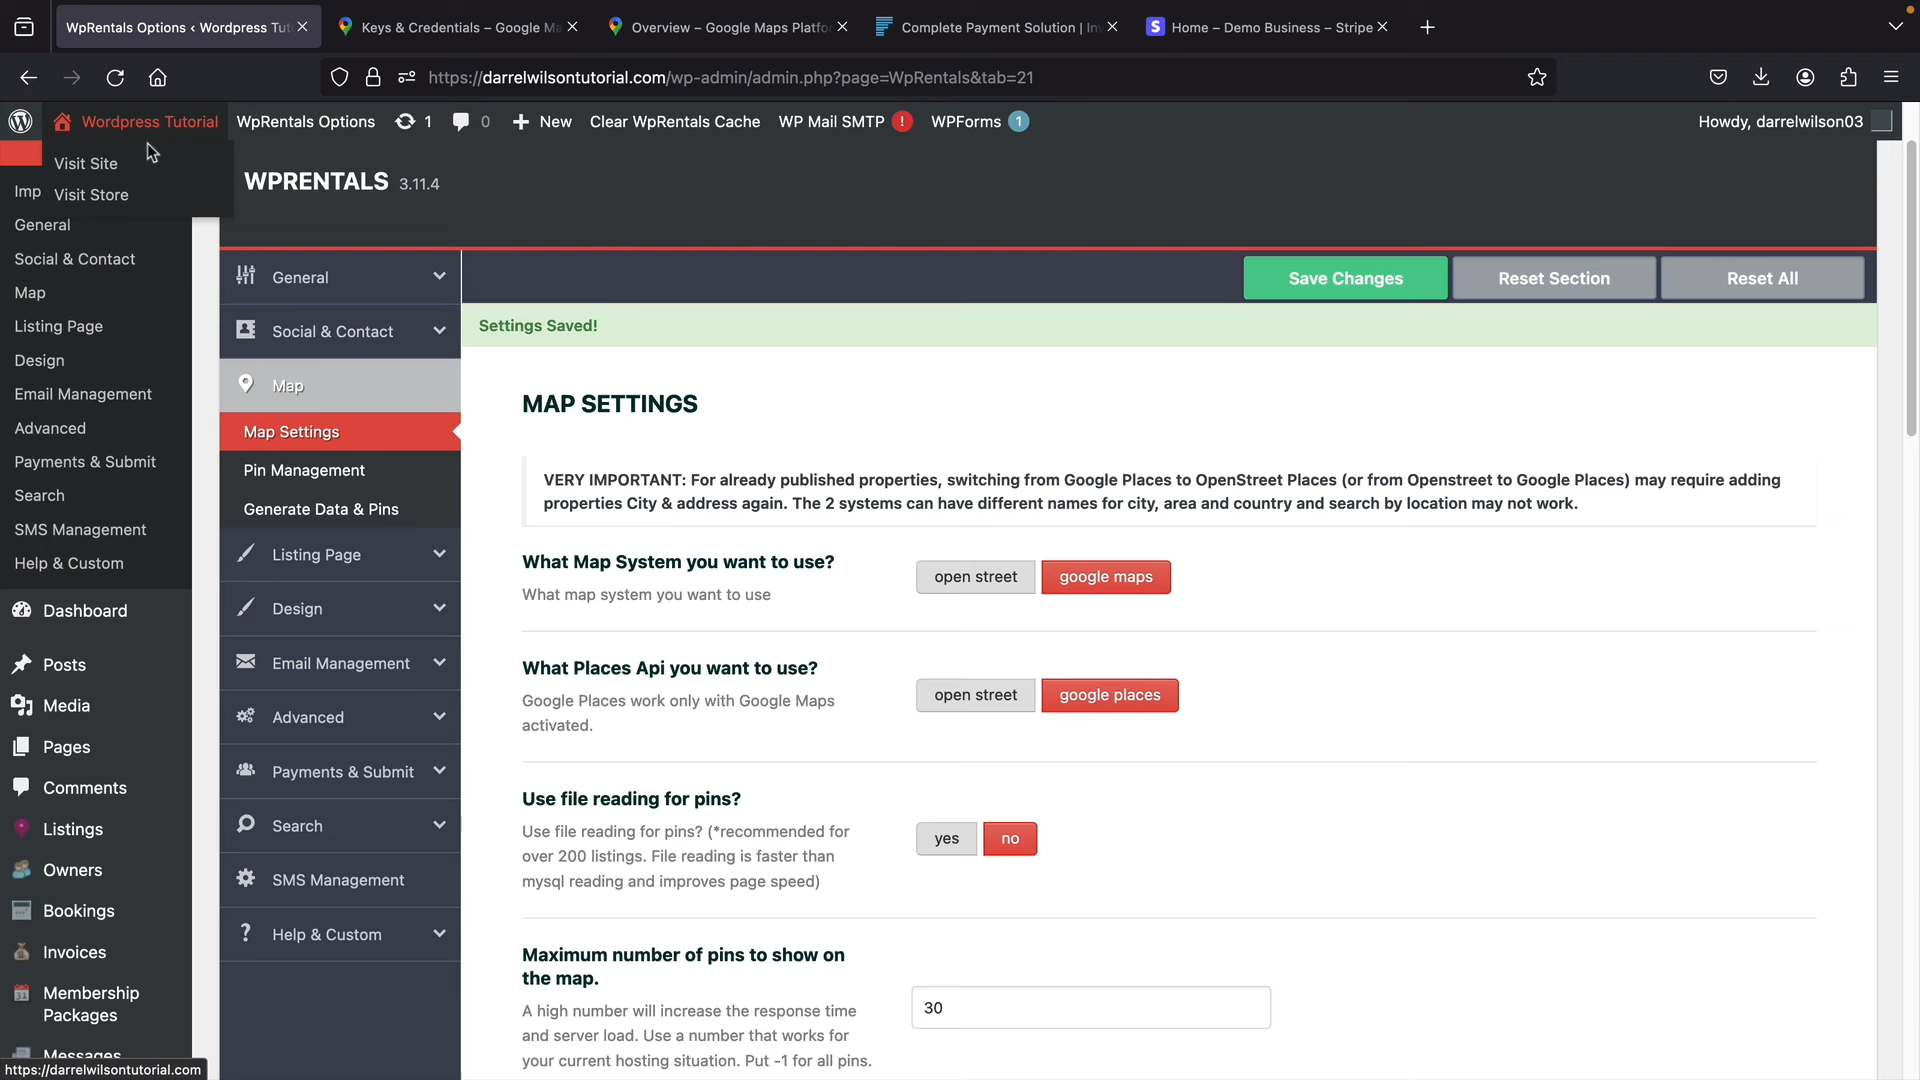 WpRentals Options ‹ Wordpress Tut
Keys & Credentials – Google Ma
Overview – Google Maps Platfor
Complete Payment Solution | Inv
S
Home – Demo Business – Stripe
https://darrelwilsontutorial.com/wp-admin/admin.php?page=WpRentals&tab=21
Wordpress Tutorial
WpRentals Options
1
0
New
Clear WpRentals Cache
WP Mail SMTP !
WPForms 1
Howdy, darrelwilson03
Visit Site
Visit Store
Imp
General
Social & Contact
Map
Listing Page
Design
Email Management
Advanced
Payments & Submit
Search
SMS Management
Help & Custom
Dashboard
Posts
Media
Pages
Comments
Listings
Owners
Bookings
Invoices
Membership
Packages
Messages
https://darrelwilsontutorial.com
WPRENTALS 3.11.4
General
Social & Contact
Map
Map Settings
Pin Management
Generate Data & Pins
Listing Page
Design
Email Management
Advanced
Payments & Submit
Search
SMS Management
Help & Custom
Save Changes
Reset Section
Reset All
Settings Saved!
MAP SETTINGS
VERY IMPORTANT: For already published properties, switching from Google Places to OpenStreet Places (or from Openstreet to Google Places) may require adding
properties City & address again. The 2 systems can have different names for city, area and country and search by location may not work.
What Map System you want to use?
What map system you want to use
open street
google maps
What Places Api you want to use?
Google Places work only with Google Maps
activated.
open street
google places
Use file reading for pins?
Use file reading for pins? (*recommended for
over 200 listings. File reading is faster than
mysql reading and improves page speed)
yes
no
Maximum number of pins to show on
the map.
A high number will increase the response time
and server load. Use a number that works for
your current hosting situation. Put -1 for all pins.
30